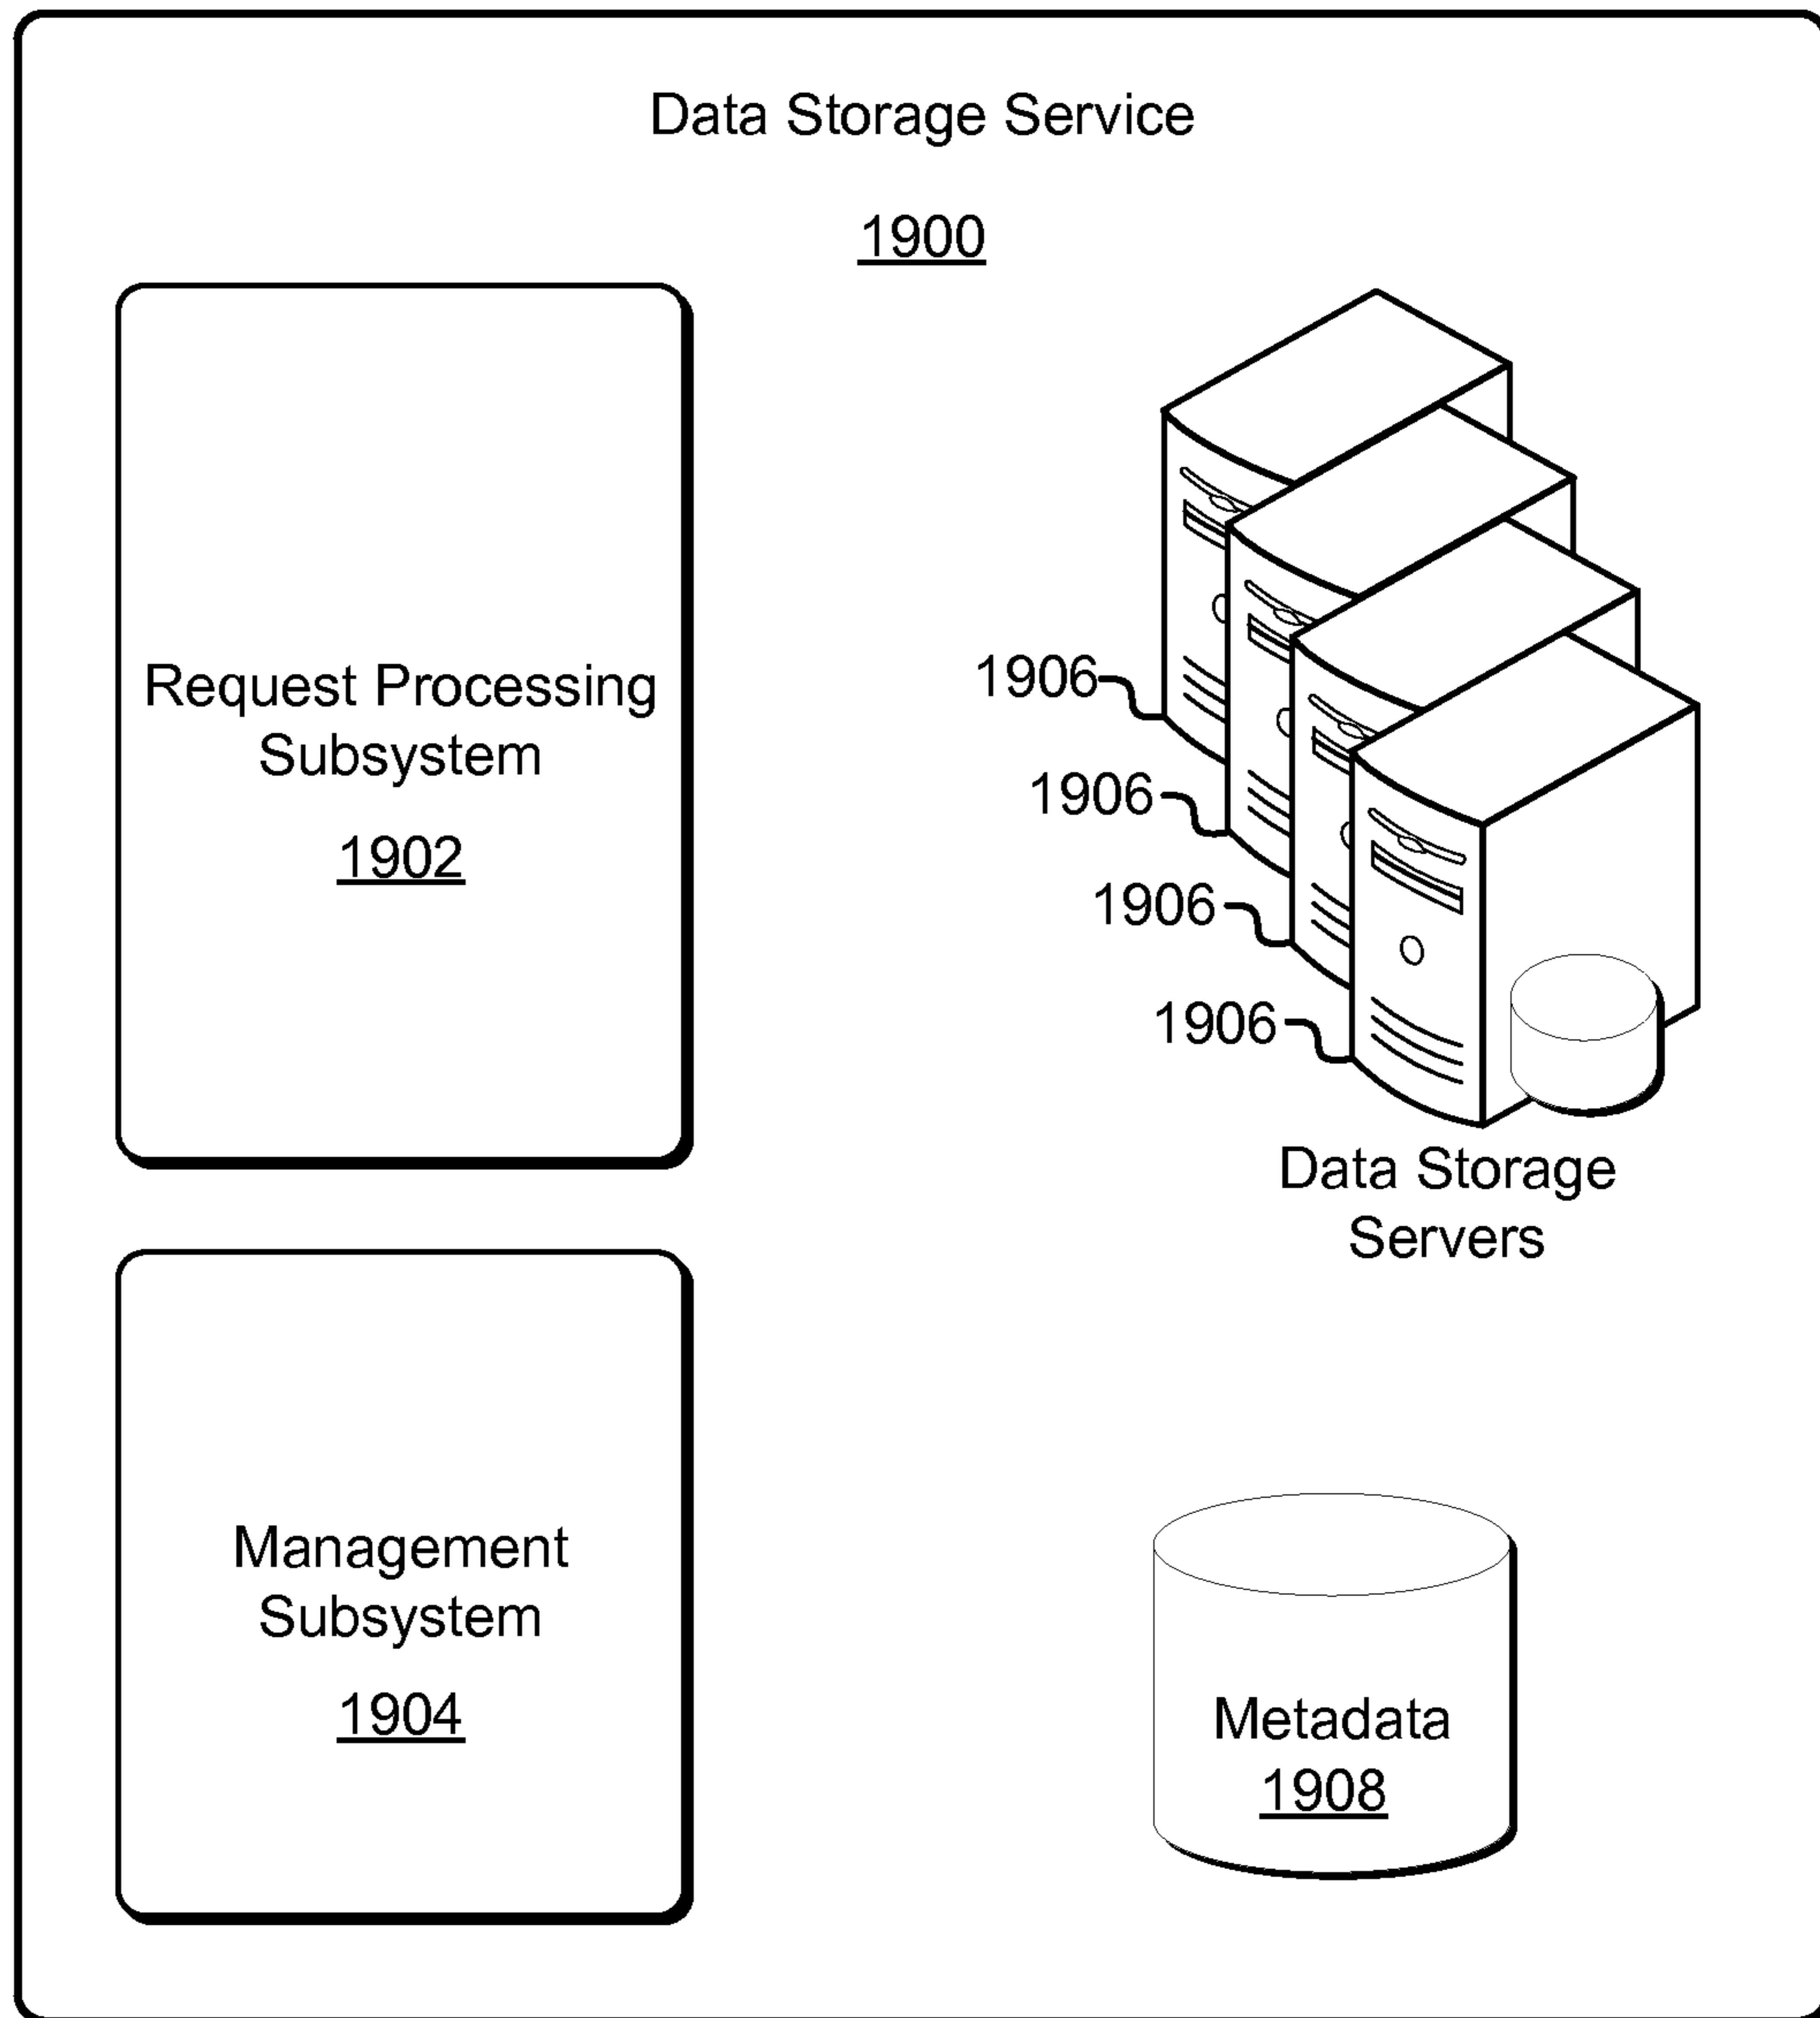 Data Storage Service
1900
Request Processing
Subsystem
1902
1906
1906
1906
1906
Data Storage
Servers
Management
Subsystem
1904
Metadata
1908